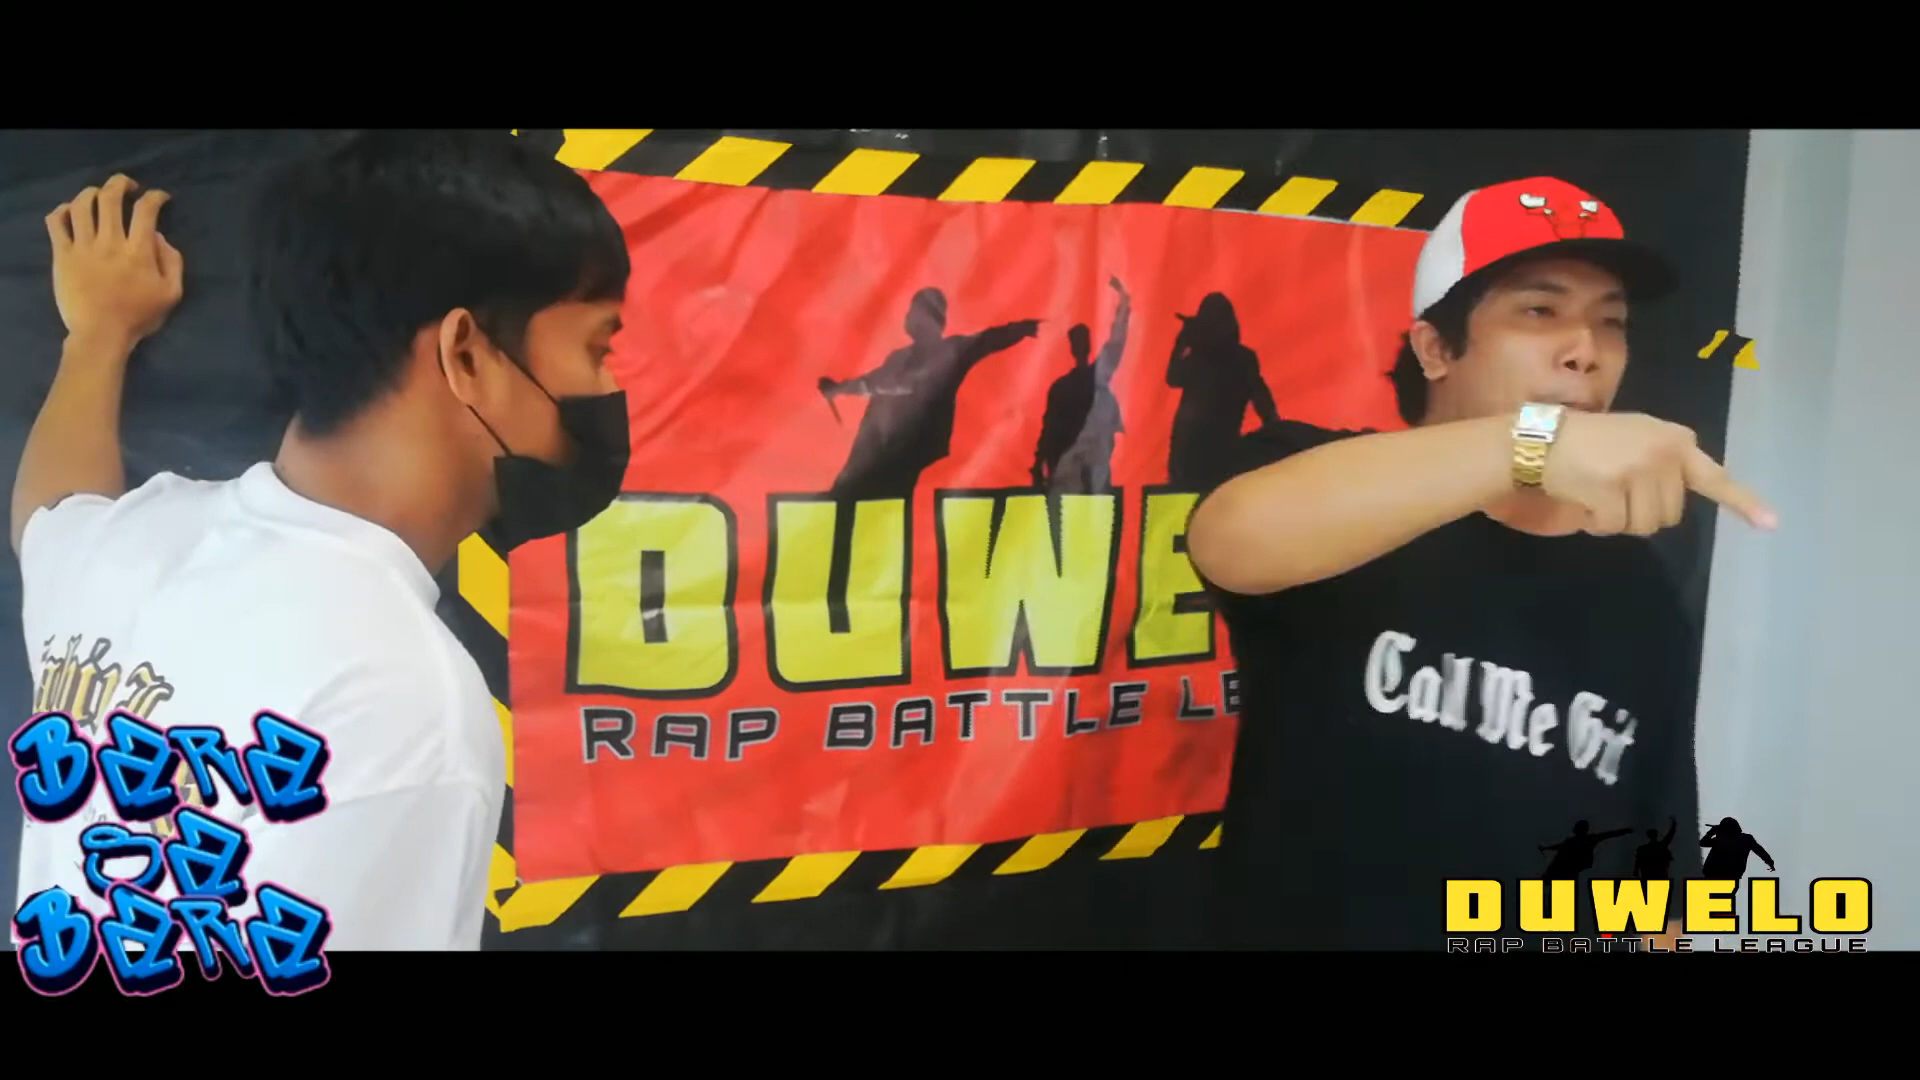 DUWE
RAP BATTLE LE
Call Me Git
BARA
SA
BARA
DUWELO
RAP BATTLE LEAGUE